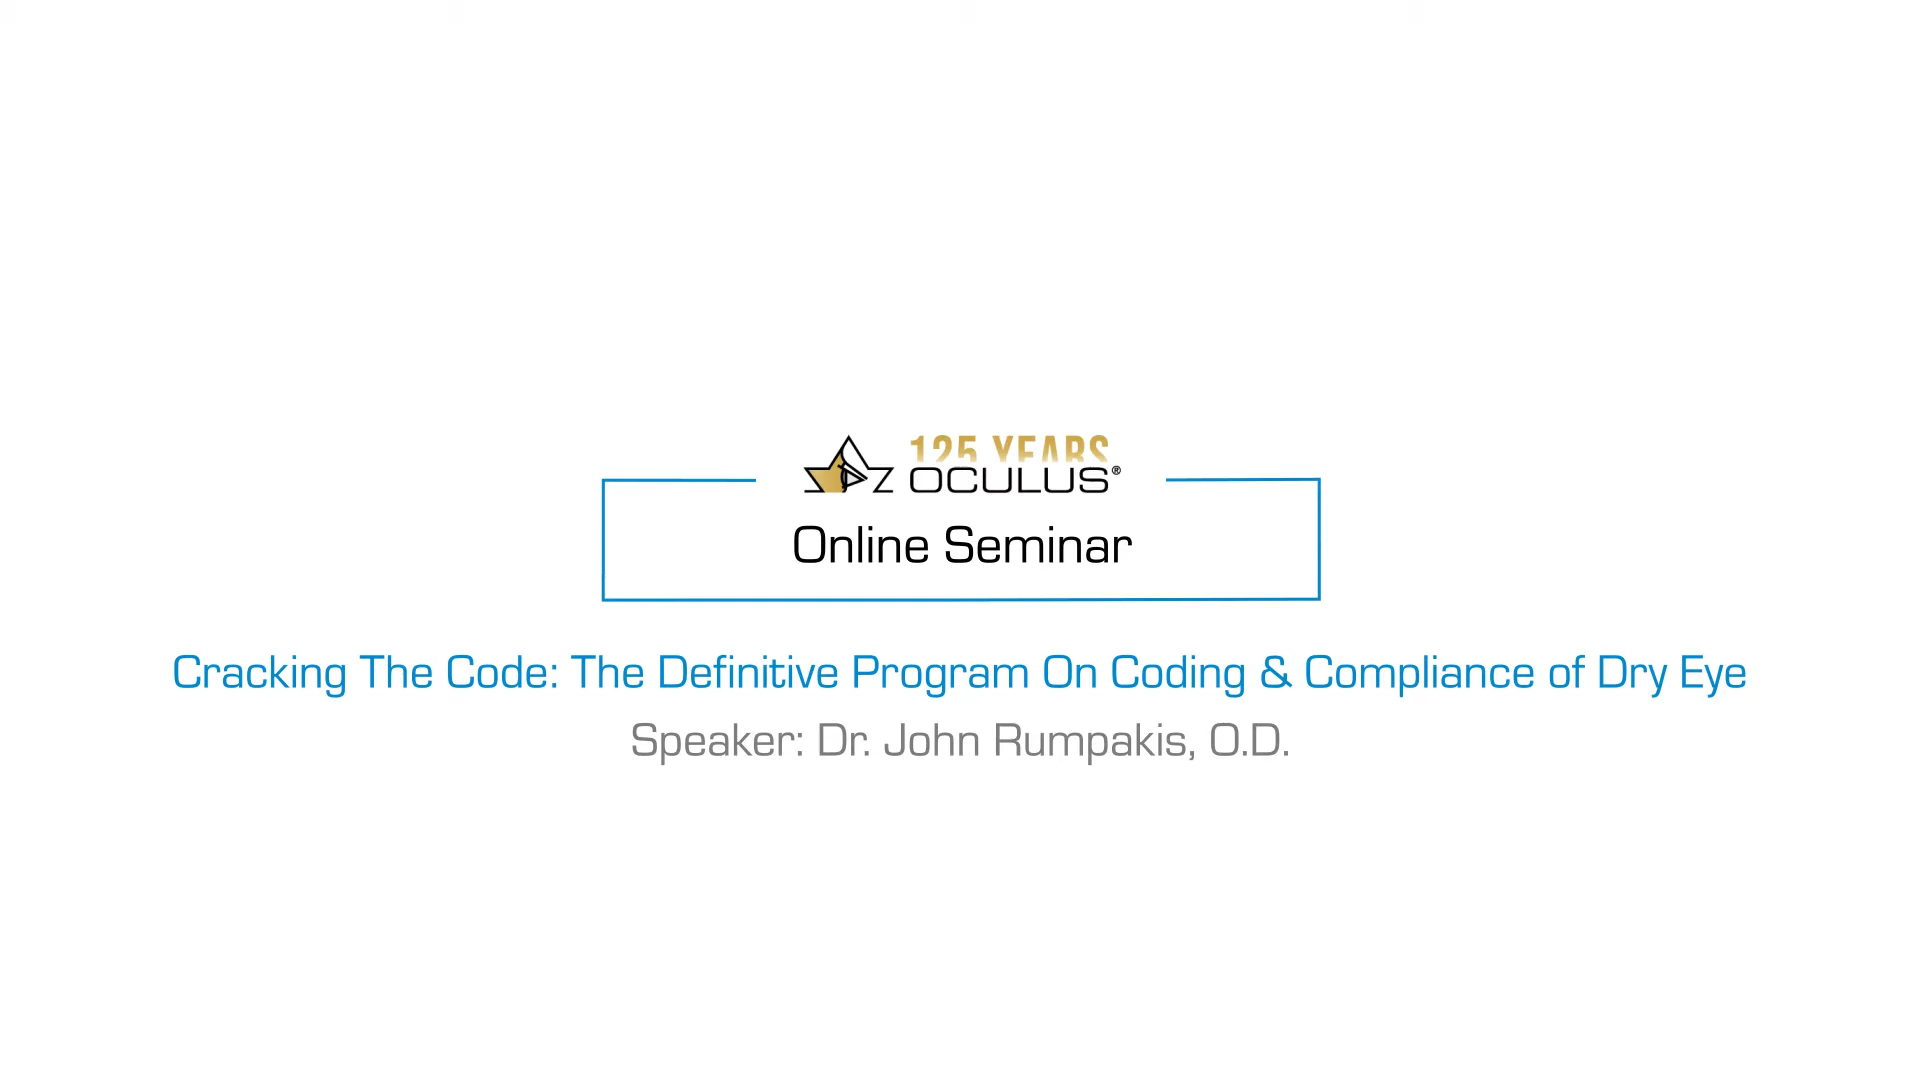 125 YEARS
OCULUS®
Online Seminar
Cracking The Code: The Definitive Program On Coding & Compliance of Dry Eye
Speaker: Dr. John Rumpakis, O.D.